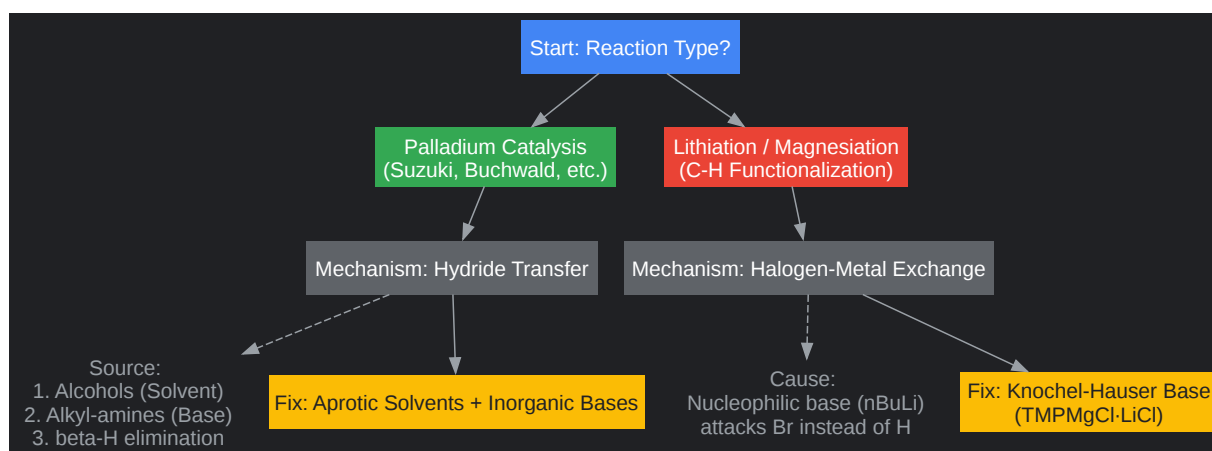 Start: Reaction Type?
Palladium Catalysis
(Suzuki, Buchwald, etc.)
Lithiation / Magnesiation
(C-H Functionalization)
Mechanism: Hydride Transfer
Mechanism: Halogen-Metal Exchange
Source:
1. Alcohols (Solvent)
2. Alkyl-amines (Base)
3. beta-H elimination
Fix: Aprotic Solvents + Inorganic Bases
Cause:
Nucleophilic base (nBuLi)
attacks Br instead of H
Fix: Knochel-Hauser Base
(TMPMgCl·LiCl)